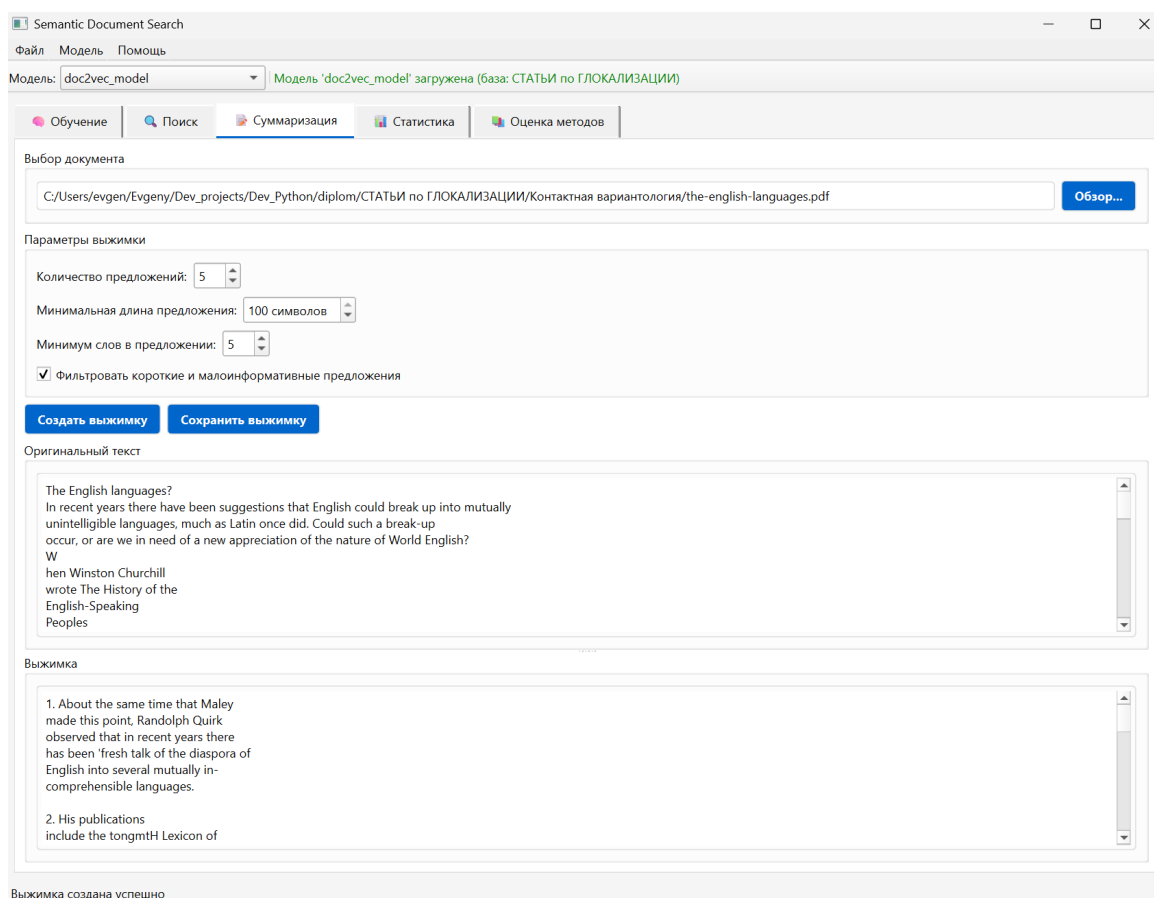 Semantic Document Search
Файл Модель Помощь
Модель: doc2vec_model Модель 'doc2vec_model' загружена (база: СТАТЬИ по ГЛОКАЛИЗАЦИИ)
Обучение Поиск Суммаризация Статистика Оценка методов
Выбор документа
C:/Users/evgen/Evgeny/Dev_projects/Dev_Python/diplom/СТАТЬИ по ГЛОКАЛИЗАЦИИ/Контактная вариантология/the-english-languages.pdf Обзор...
Параметры выжимки
Количество предложений: 5
Минимальная длина предложения: 100 символов
Минимум слов в предложении: 5
Фильтровать короткие и малоинформативные предложения
Создать выжимку Сохранить выжимку
Оригинальный текст
The English languages?
In recent years there have been suggestions that English could break up into mutually
unintelligible languages, much as Latin once did. Could such a break-up
occur, or are we in need of a new appreciation of the nature of World English?
W
hen Winston Churchill
wrote The History of the
English-Speaking
Peoples
Выжимка
1. About the same time that Maley
made this point, Randolph Quirk
observed that in recent years there
has been 'fresh talk of the diaspora of
English into several mutually in-
comprehensible languages.
2. His publications
include the tongmtH Lexicon of
Выжимка создана успешно